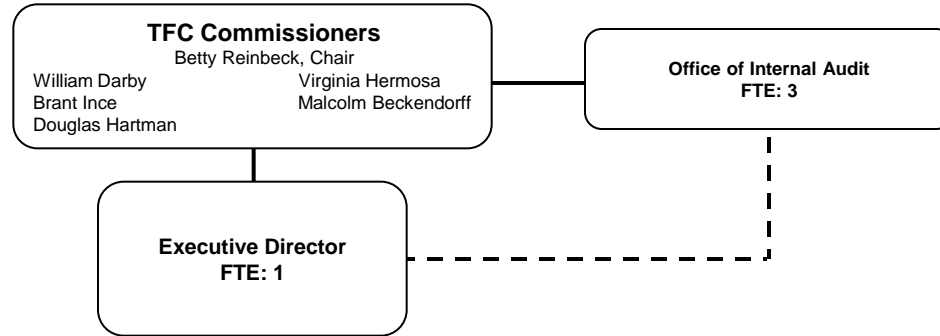 TFC Commissioners
Betty Reinbeck, Chair
William Darby Virginia Hermosa
Brant Ince Malcolm Beckendorff
Douglas Hartman
Office of Internal Audit
FTE: 3
Executive Director
FTE: 1